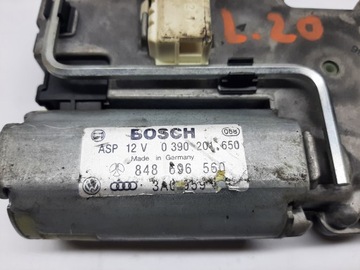 L.20
BOSCH
ASP 12 V 0 390 201 650
Made in Germany
848 696 560